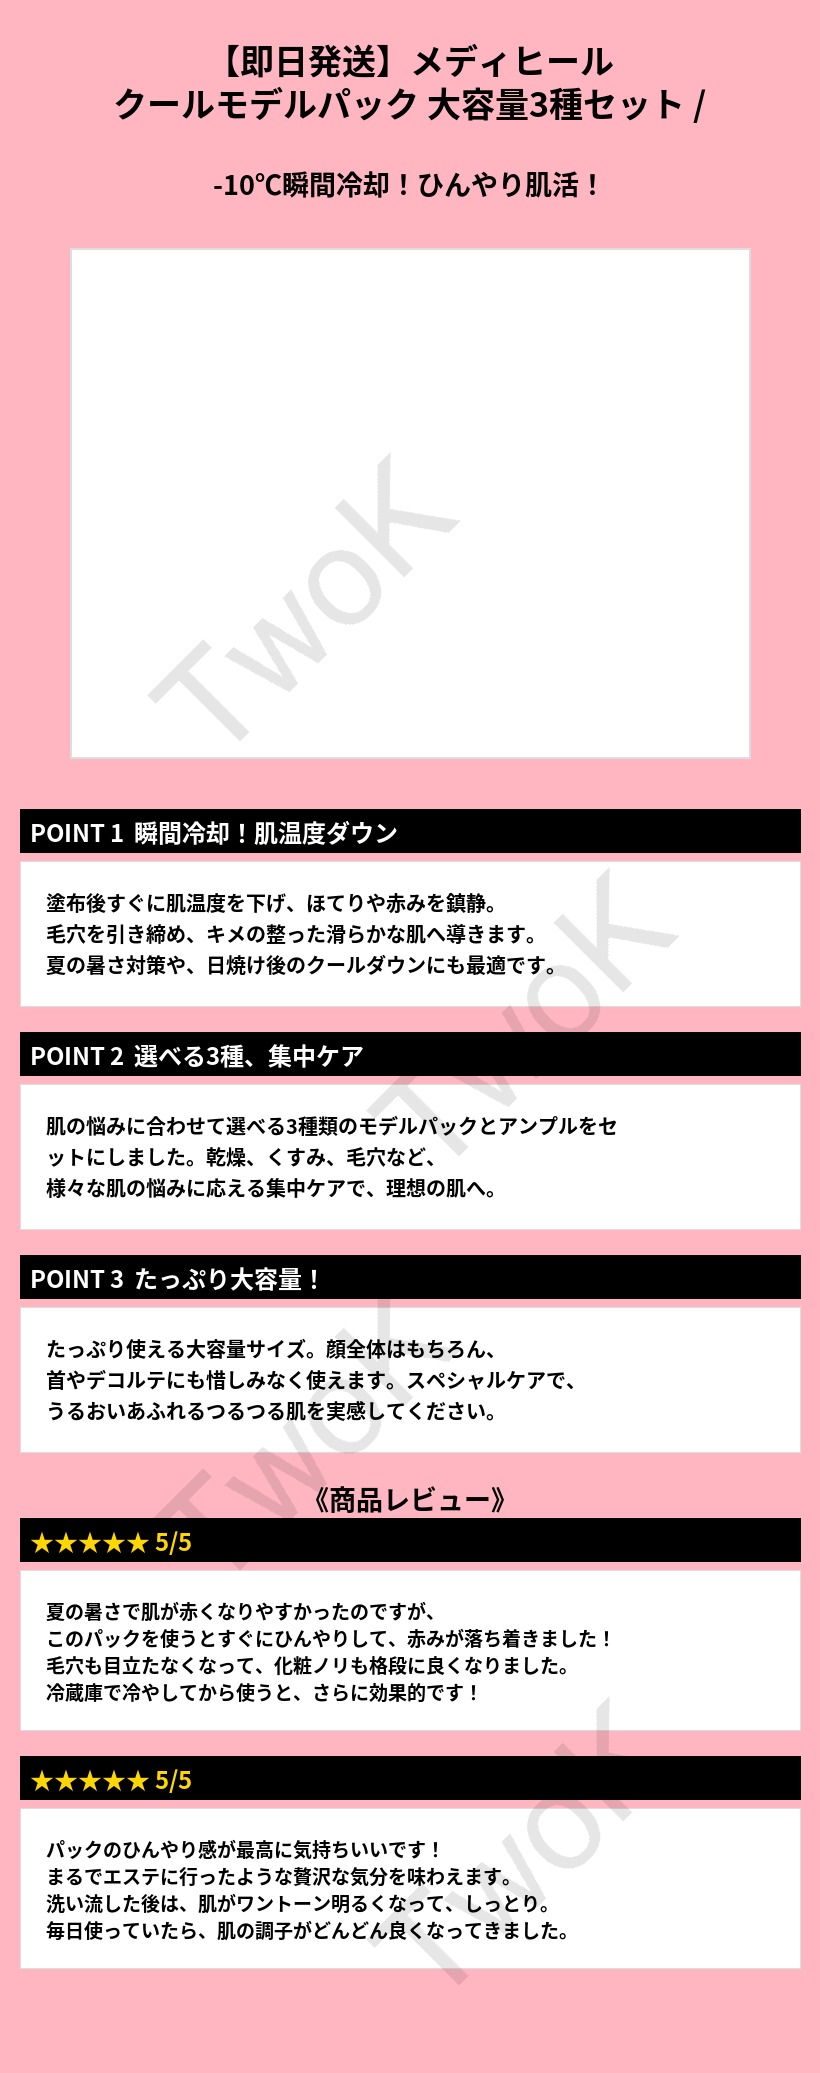 【即日発送】メディヒール
クールモデルパック 大容量3種セット /
-10℃瞬間冷却！ひんやり肌活！
TwoK
POINT 1 瞬間冷却！肌温度ダウン
塗布後すぐに肌温度を下げ、ほてりや赤みを鎮静。
毛穴を引き締め、キメの整った滑らかな肌へ導きます。
夏の暑さ対策や、日焼け後のクールダウンにも最適です。
TwoK
POINT 2 選べる3種、集中ケア
肌の悩みに合わせて選べる3種類のモデルパックとアンプルをセ
ットにしました。乾燥、くすみ、毛穴など、
様々な肌の悩みに応える集中ケアで、理想の肌へ。
POINT 3 たっぷり大容量！
たっぷり使える大容量サイズ。顔全体はもちろん、
首やデコルテにも惜しみなく使えます。スペシャルケアで、
うるおいあふれるつるつる肌を実感してください。
TwoK
《商品レビュー》
★★★★★ 5/5
夏の暑さで肌が赤くなりやすかったのですが、
このパックを使うとすぐにひんやりして、赤みが落ち着きました！
毛穴も目立たなくなって、化粧ノリも格段に良くなりました。
冷蔵庫で冷やしてから使うと、さらに効果的です！
★★★★★ 5/5
パックのひんやり感が最高に気持ちいいです！
まるでエステに行ったような贅沢な気分を味わえます。
洗い流した後は、肌がワントーン明るくなって、しっとり。
毎日使っていたら、肌の調子がどんどん良くなってきました。
TwoK